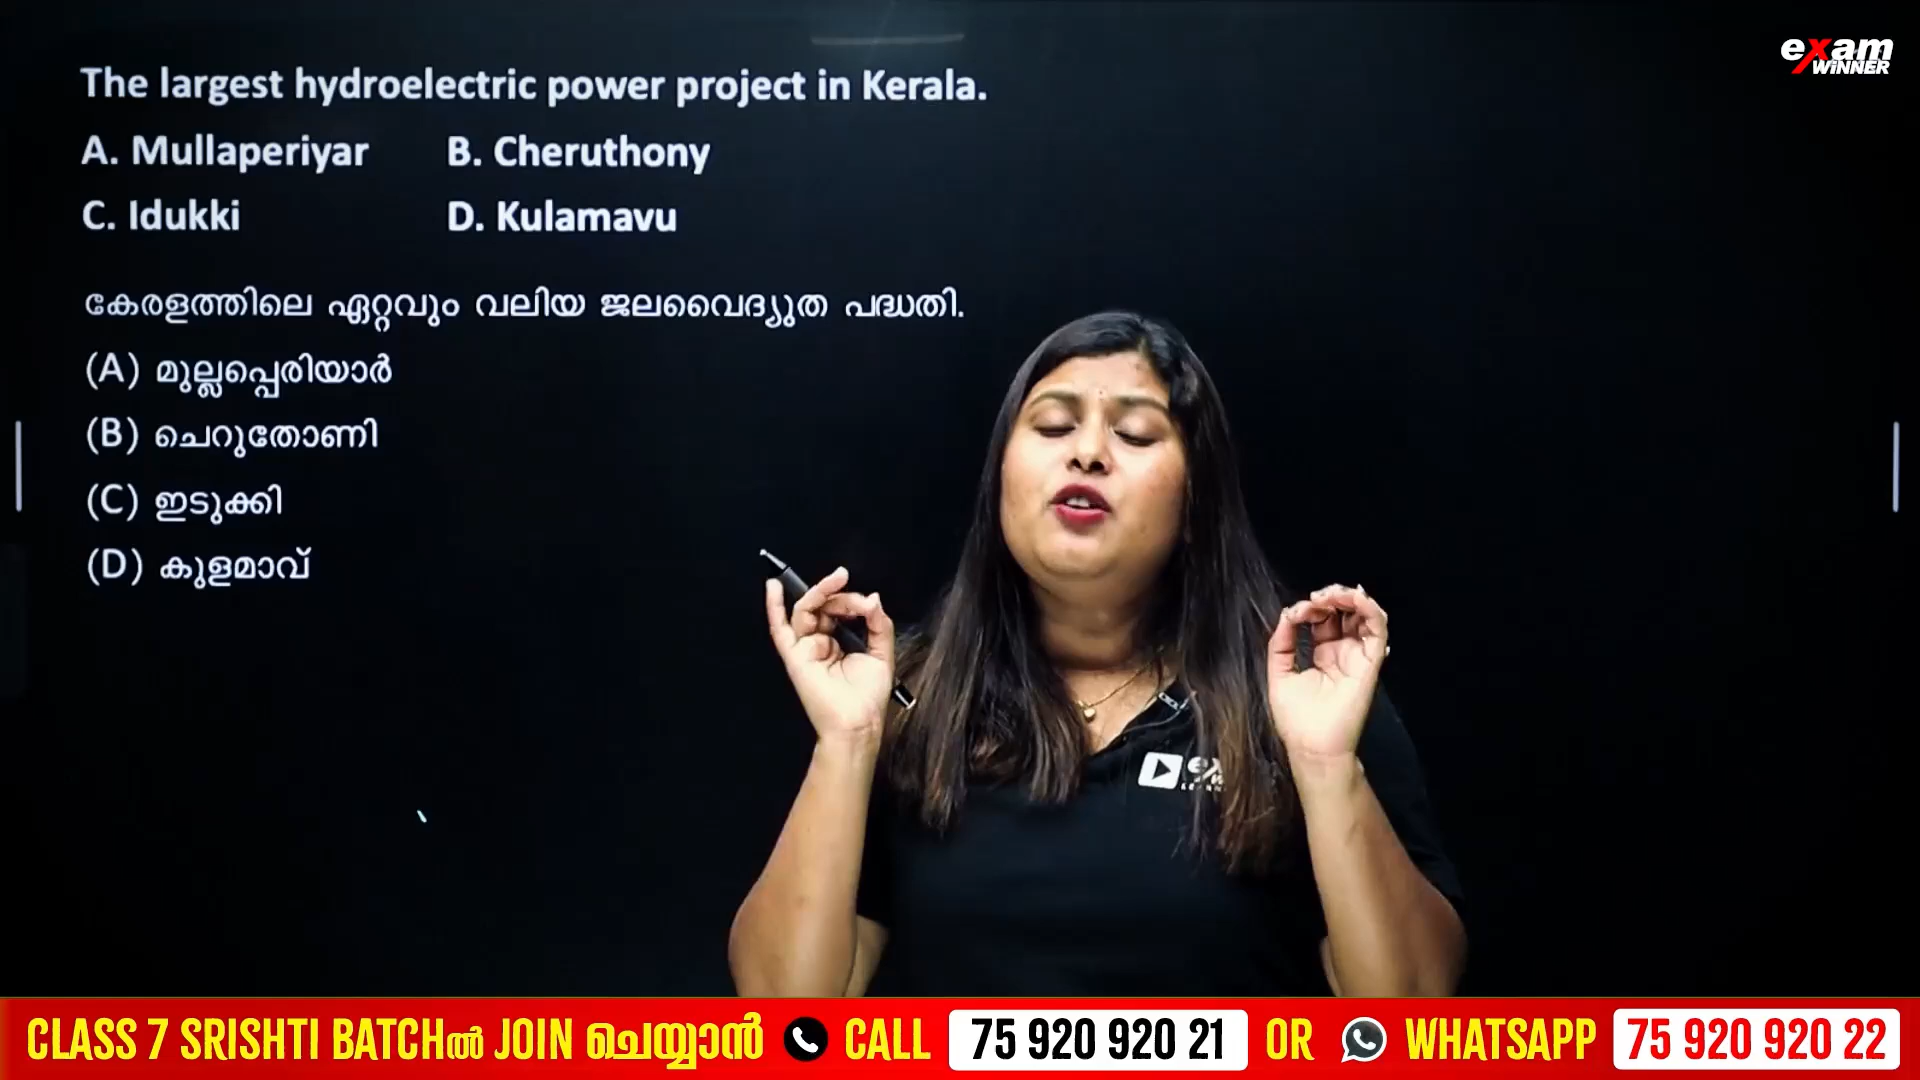 exam
WINNER
The largest hydroelectric power project in Kerala.
A. Mullaperiyar B. Cheruthony
C. Idukki D. Kulamavu
കേരളത്തിലെ ഏറ്റവും വലിയ ജലവൈദ്യുത പദ്ധതി.
(A) മുല്ലപ്പെരിയാർ
(B) ചെറുതോണി
(C) ഇടുക്കി
(D) കുളമാവ്
CLASS 7 SRISHTI BATCHൽ JOIN ചെയ്യാൻ CALL 75 920 920 21 OR WHATSAPP 75 920 920 22